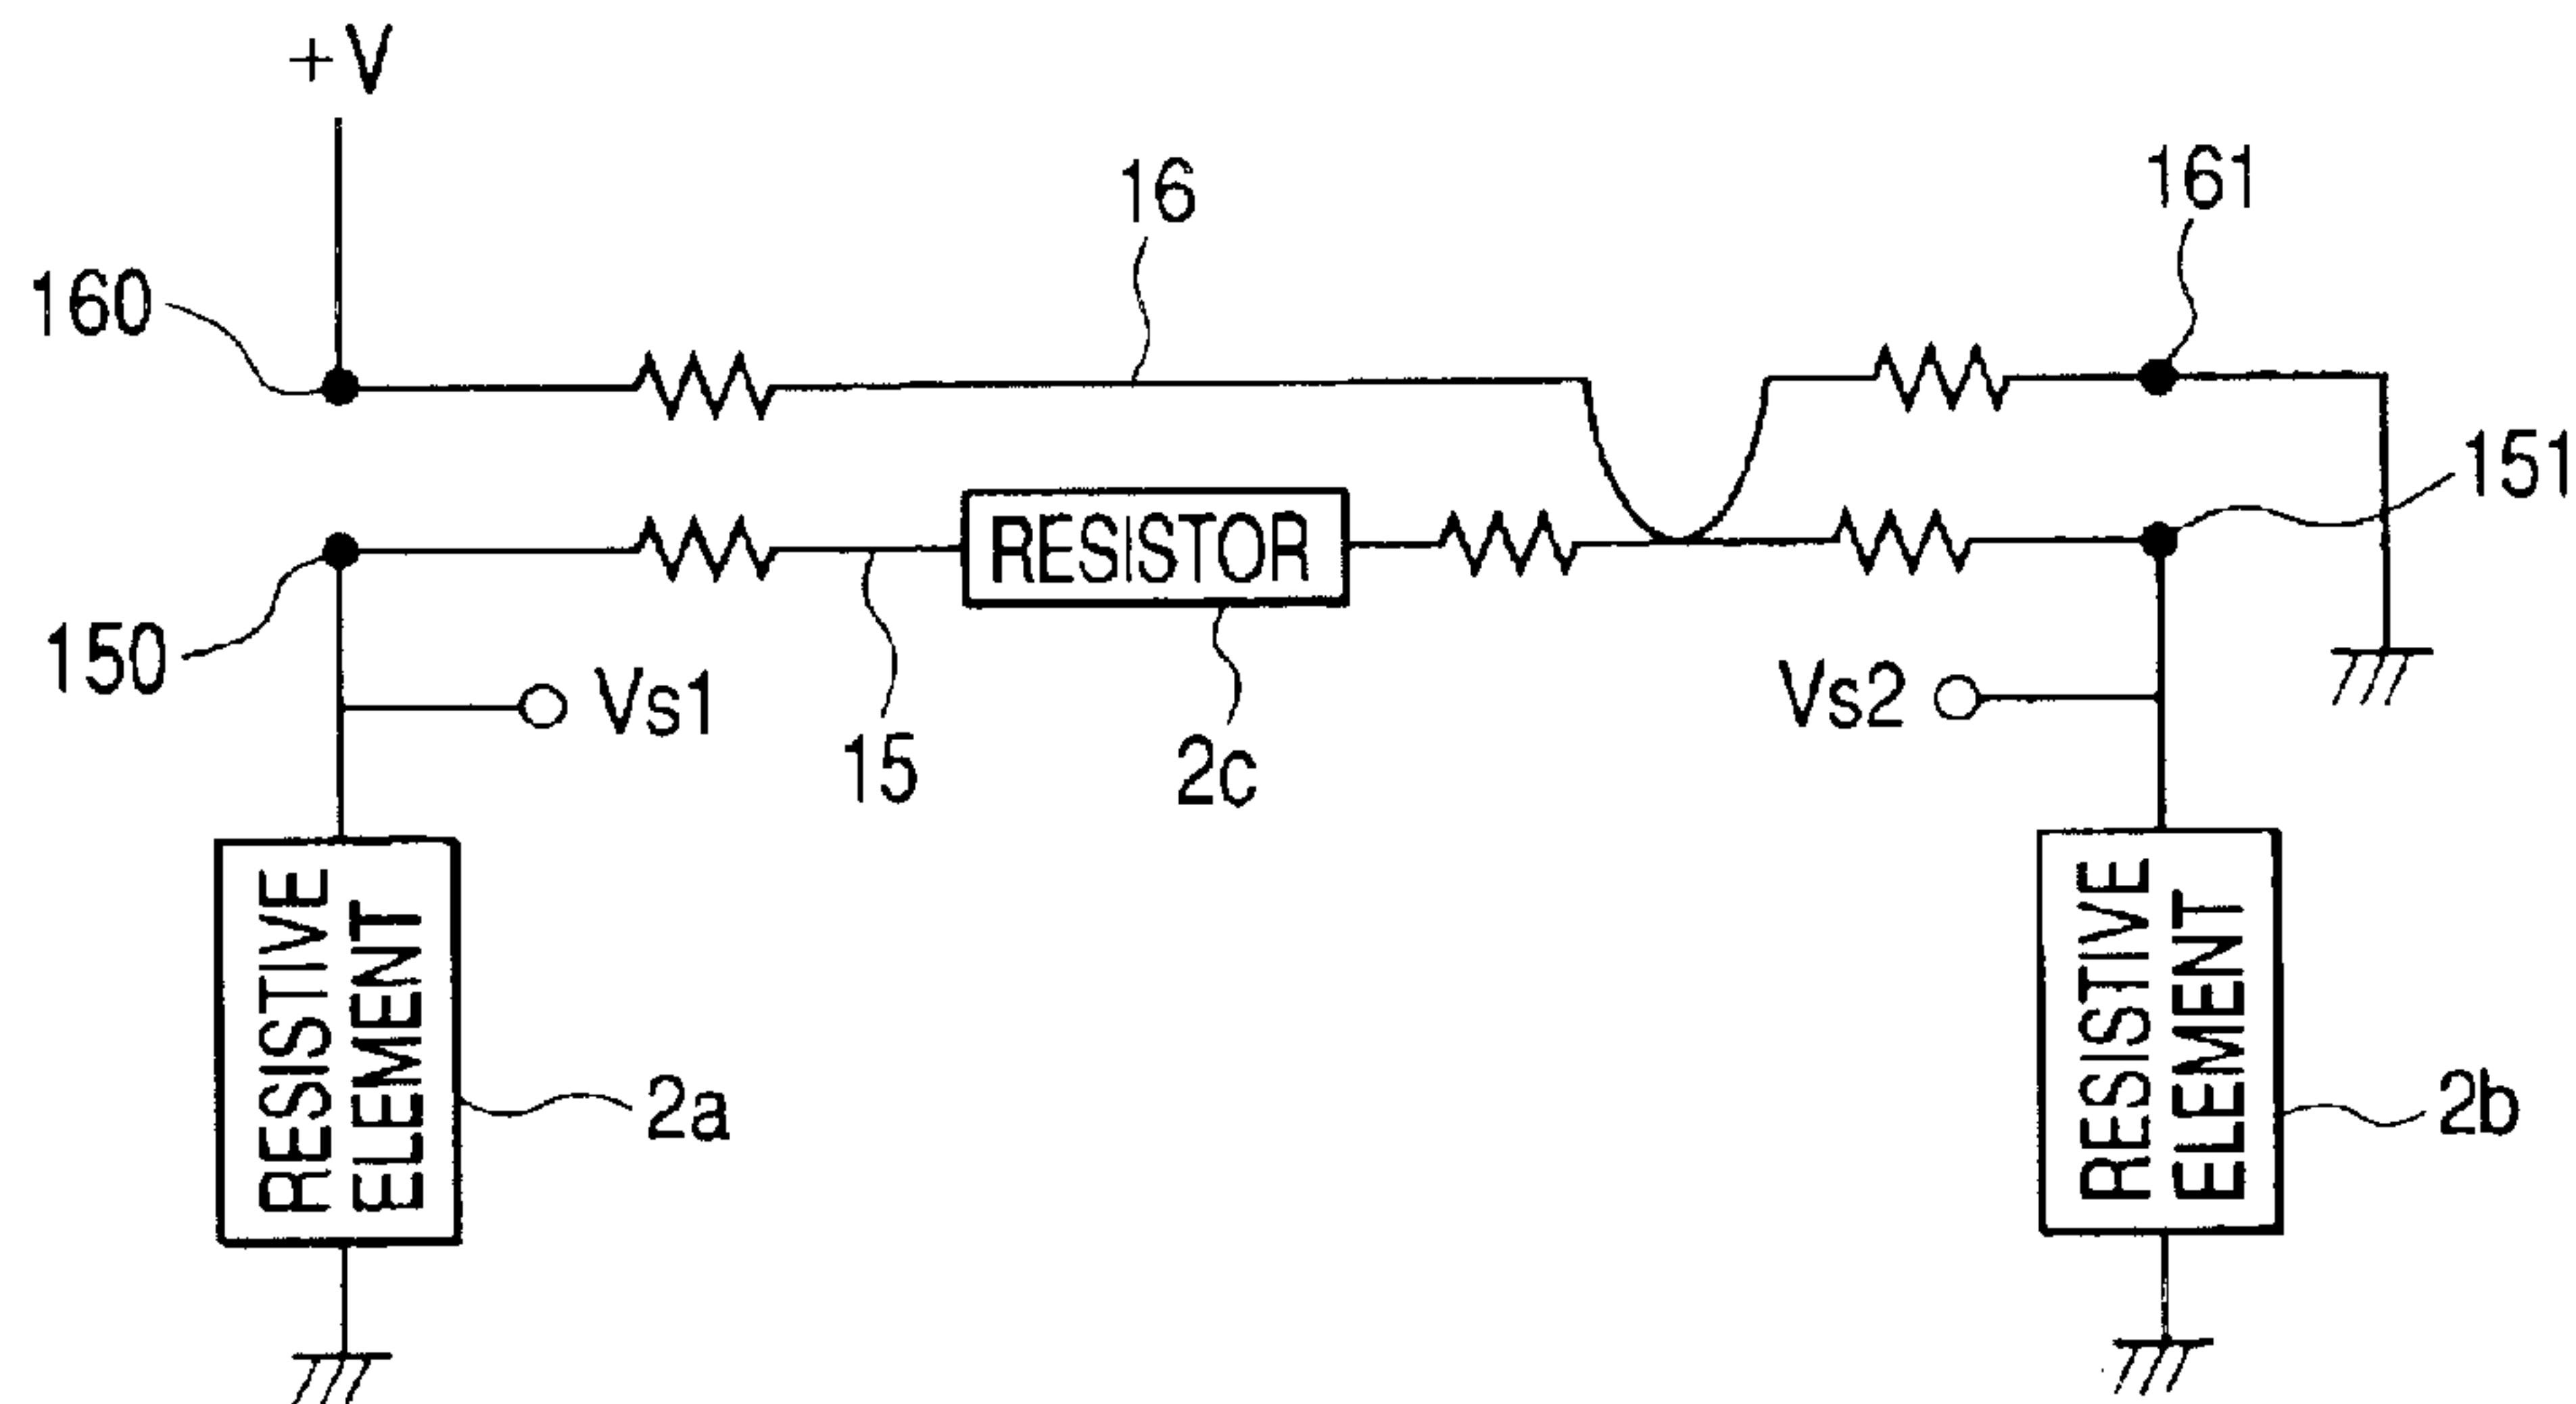 +V
16
161
160
151
RESISTOR
150
Vs1
Vs2
15
2c
RESISTIVE
ELEMENT
2a
RESISTIVE
ELEMENT
2b